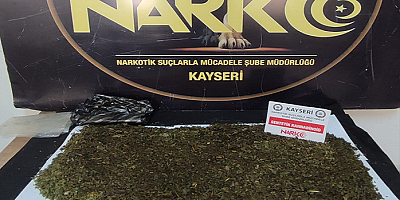 NARKO
NARKOTİK SUÇLARLA MÜCADELE ŞUBE MÜDÜRLÜĞÜ
KAYSERİ
KAYSERİ
SENTETİK KANNABİNOİD
NARKO